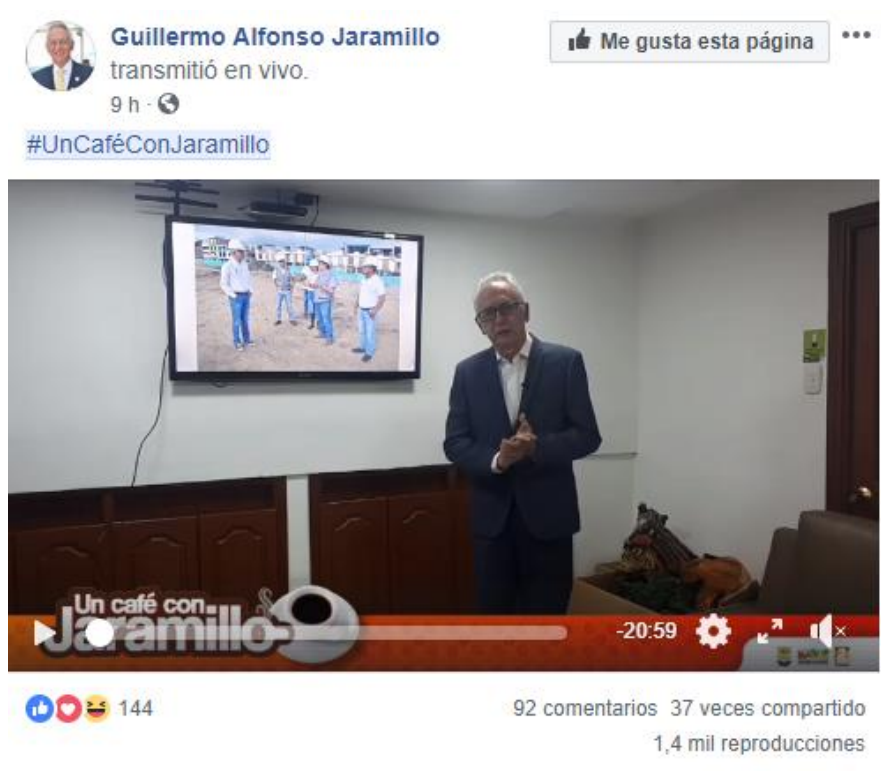 Guillermo Alfonso Jaramillo
Me gusta esta página
transmitió en vivo.
9 h ·
#UnCaféConJaramillo
Un café con
Jaramillo
-20:59
144
92 comentarios 37 veces compartido
1,4 mil reproducciones